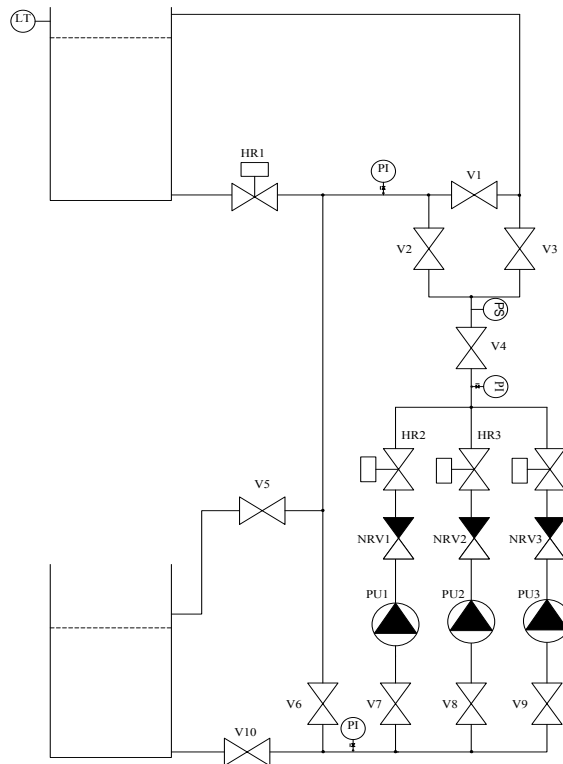 LT
HR1
PI
V1
V2
V3
PS
V4
PI
HR2
HR3
V5
NRV1
NRV2
NRV3
PU1
PU2
PU3
V6
V7
V8
V9
V10
PI